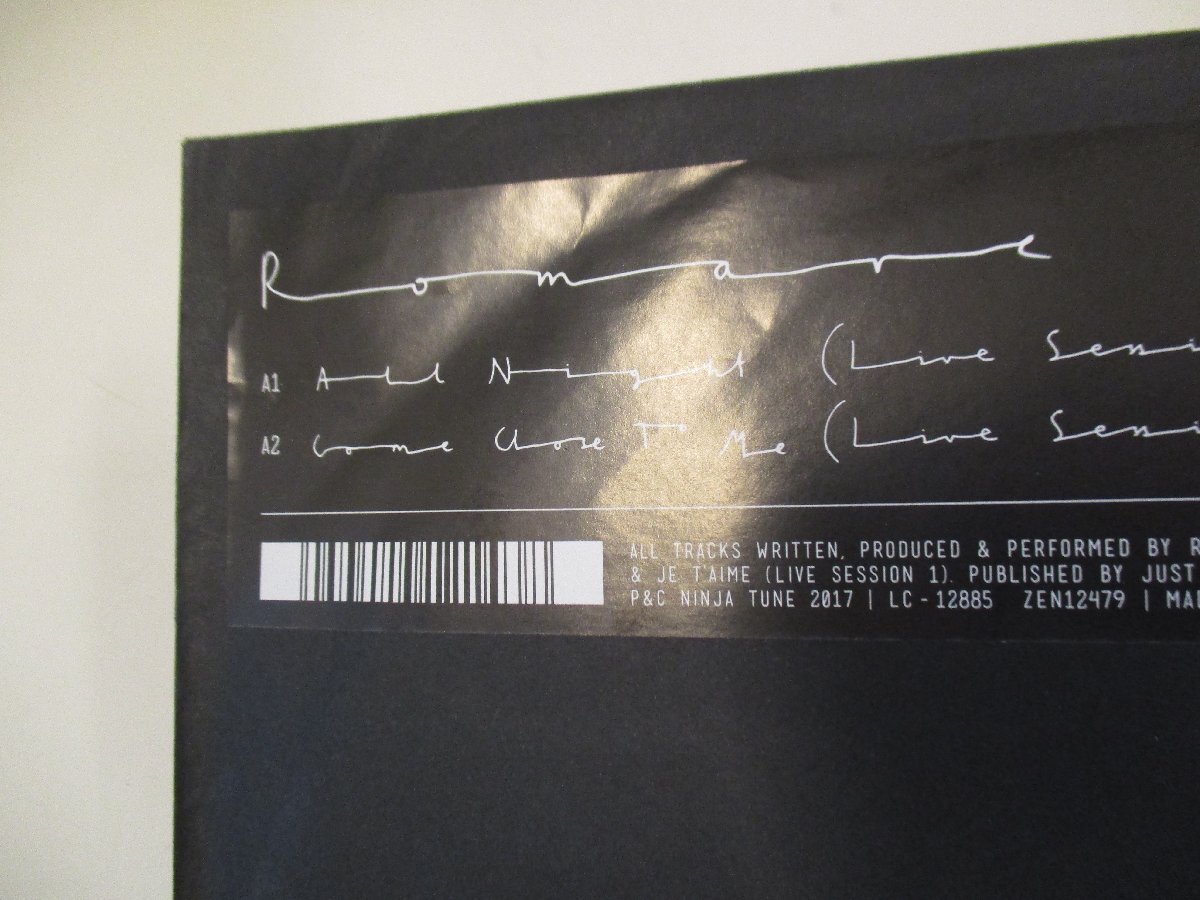 Romare
A1 All Night (Live Sessi
A2 Come Close To Me (Live Sessi
ALL TRACKS WRITTEN, PRODUCED & PERFORMED BY R
& JE T'AIME (LIVE SESSION 1). PUBLISHED BY JUST
P&C NINJA TUNE 2017 | LC - 12885 ZEN12479 | MA